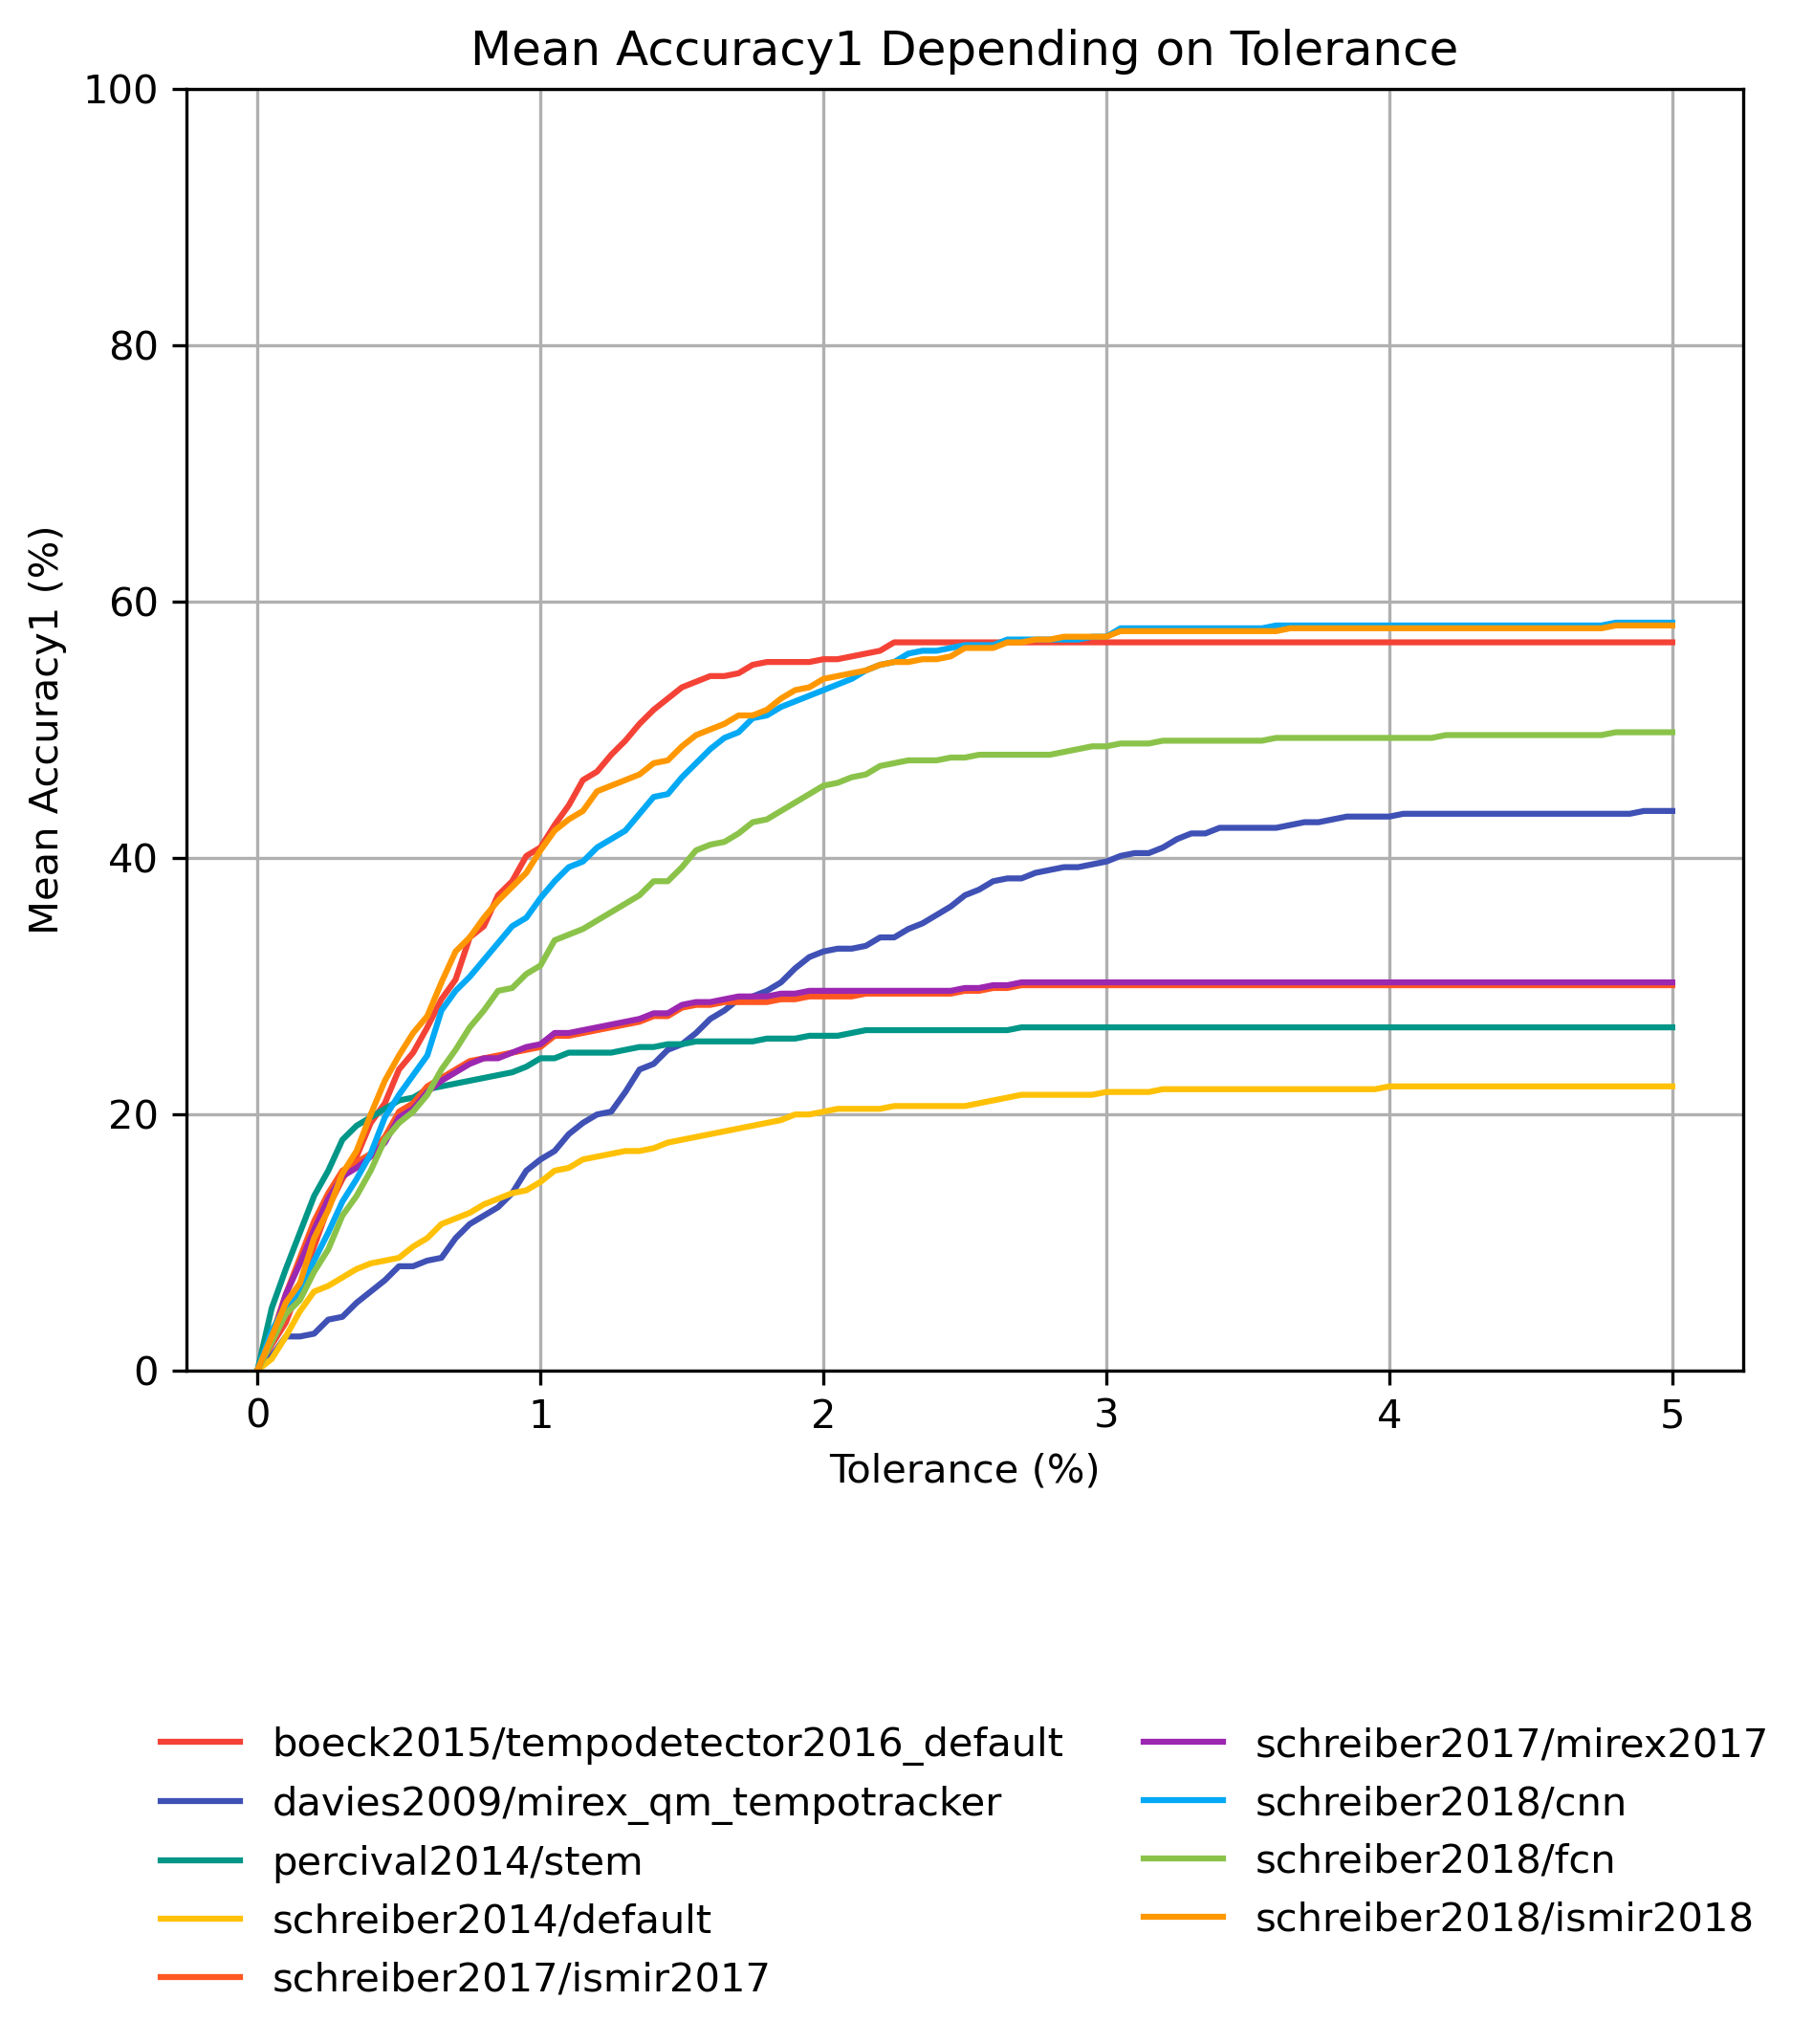 Mean Accuracy1 Depending on Tolerance
100
80
60
40
20
0
Mean Accuracy1 (%)
0 1 2 3 4 5
Tolerance (%)
boeck2015/tempodetector2016_default
davies2009/mirex_qm_tempotracker
percival2014/stem
schreiber2014/default
schreiber2017/ismir2017
schreiber2017/mirex2017
schreiber2018/cnn
schreiber2018/fcn
schreiber2018/ismir2018